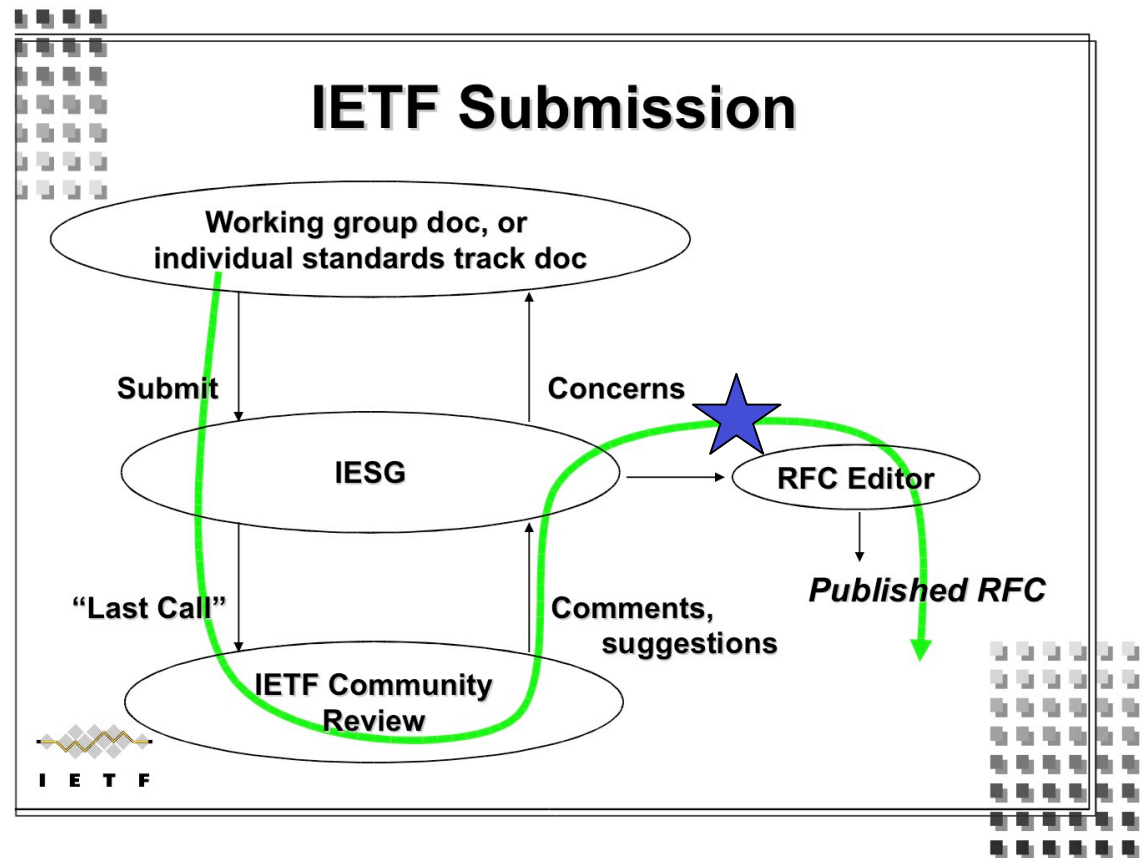 IETF Submission
Working group doc, or
individual standards track doc
Submit
Concerns
IESG
RFC Editor
“Last Call”
Comments,
suggestions
Published RFC
IETF Community
Review
I E T F